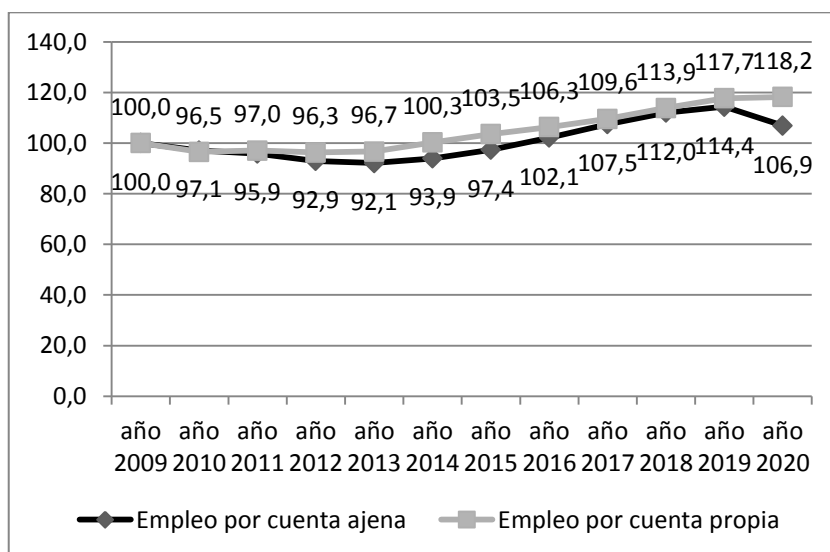 140,0
120,0
100,0
80,0
60,0
40,0
20,0
0,0
100,0 96,5 97,0 96,3 96,7 100,3 103,5 106,3 109,6 113,9 117,7 118,2
100,0 97,1 95,9 92,9 92,1 93,9 97,4 102,1 107,5 112,0 114,4 106,9
año año año año año año año año año año año año
2009 2010 2011 2012 2013 2014 2015 2016 2017 2018 2019 2020
Empleo por cuenta ajena Empleo por cuenta propia